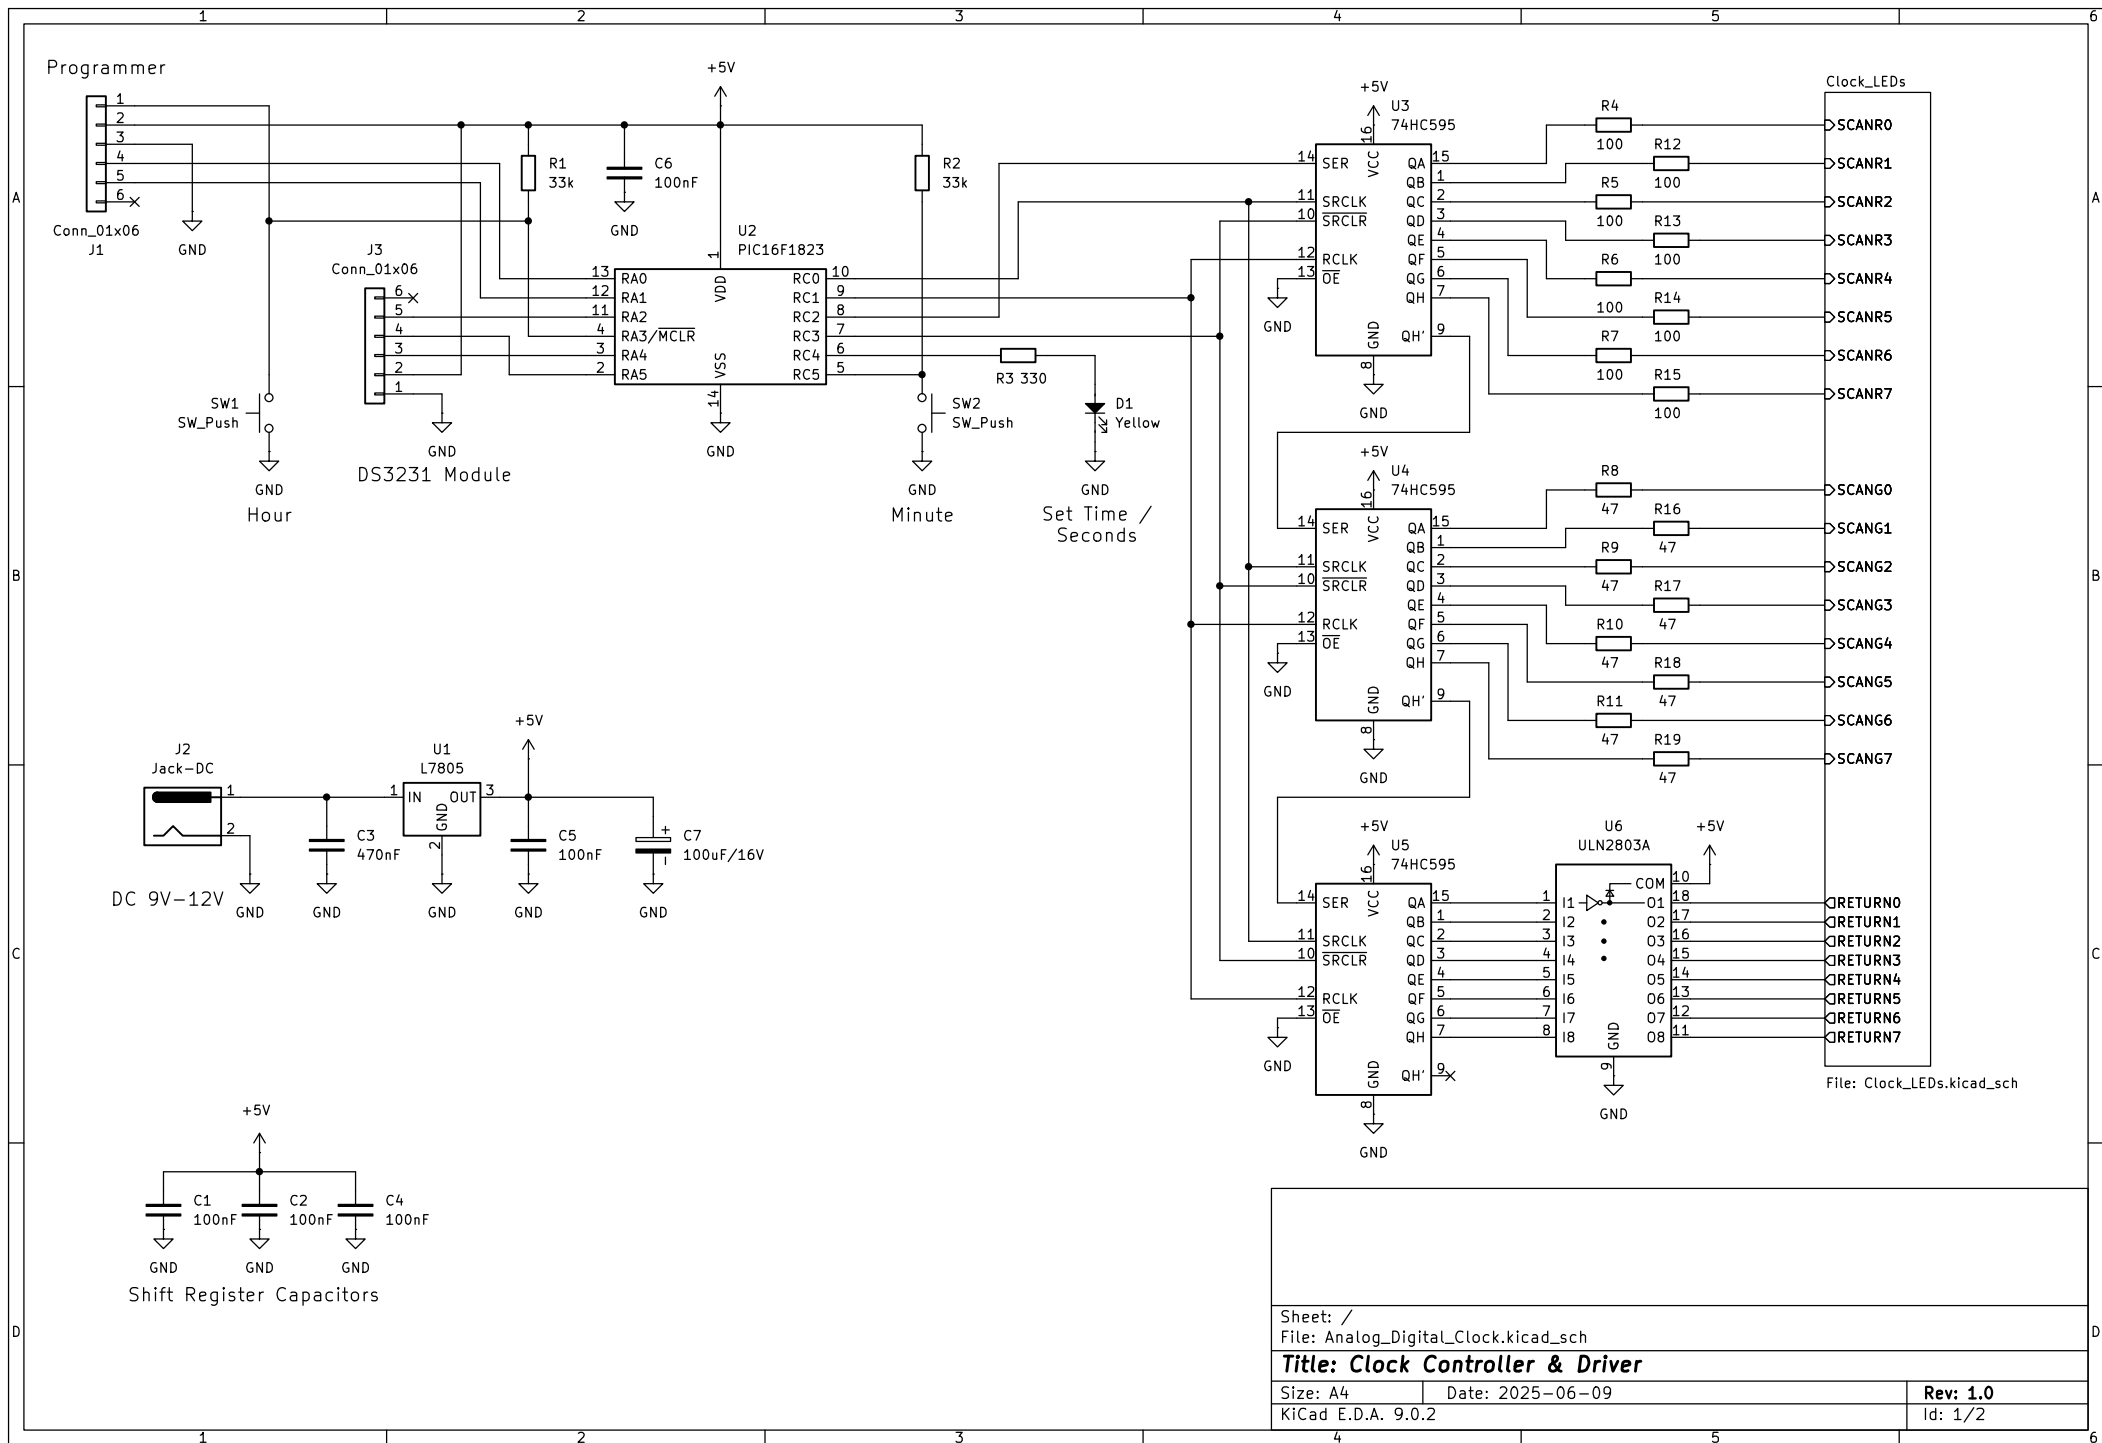 1 2 3 4 5 6
A
B
C
D
A
B
C
D
1 2 3 4 5 6
Programmer
1
2
3
4
5
6
Conn_01x06
J1
GND
J3
Conn_01x06
6
5
4
3
2
1
GND
DS3231 Module
SW1
SW_Push
GND
Hour
R1
33k
C6
100nF
GND
+5V
U2
PIC16F1823
1
VDD
13 RA0
12 RA1
11 RA2
4 RA3/MCLR
3 RA4
2 RA5
RC0 10
RC1 9
RC2 8
RC3 7
RC4 6
RC5 5
VSS
14
GND
R2
33k
R3 330
SW2
SW_Push
GND
Minute
D1
Yellow
GND
Set Time /
Seconds
+5V
U3
74HC595
16
VCC
14 SER
11 SRCLK
10 SRCLR
12 RCLK
13 OE
GND
QA 15
QB 1
QC 2
QD 3
QE 4
QF 5
QG 6
QH 7
QH' 9
GND
8
GND
R4
100
R12
100
R5
100
R13
100
R6
100
R14
100
R7
100
R15
100
Clock_LEDs
SCANR0
SCANR1
SCANR2
SCANR3
SCANR4
SCANR5
SCANR6
SCANR7
+5V
U4
74HC595
16
VCC
14 SER
11 SRCLK
10 SRCLR
12 RCLK
13 OE
GND
QA 15
QB 1
QC 2
QD 3
QE 4
QF 5
QG 6
QH 7
QH' 9
GND
8
GND
R8
47
R16
47
R9
47
R17
47
R10
47
R18
47
R11
47
R19
47
SCANG0
SCANG1
SCANG2
SCANG3
SCANG4
SCANG5
SCANG6
SCANG7
+5V
U5
74HC595
16
VCC
14 SER
11 SRCLK
10 SRCLR
12 RCLK
13 OE
GND
QA 15
QB 1
QC 2
QD 3
QE 4
QF 5
QG 6
QH 7
QH' 9
GND
8
GND
U6
ULN2803A
+5V
COM 10
1 I1 O1 18
2 I2 O2 17
3 I3 O3 16
4 I4 O4 15
5 I5 O5 14
6 I6 O6 13
7 I7 O7 12
8 I8 O8 11
GND
9
GND
RETURN0
RETURN1
RETURN2
RETURN3
RETURN4
RETURN5
RETURN6
RETURN7
File: Clock_LEDs.kicad_sch
J2
Jack-DC
1
2
DC 9V-12V
GND
C3
470nF
GND
U1
L7805
1 IN OUT 3
GND
2
GND
+5V
C5
100nF
GND
+
-
C7
100uF/16V
GND
+5V
C1
100nF
C2
100nF
C4
100nF
GND GND GND
Shift Register Capacitors
Sheet: /
File: Analog_Digital_Clock.kicad_sch
Title: Clock Controller & Driver
Size: A4 Date: 2025-06-09 Rev: 1.0
KiCad E.D.A. 9.0.2 Id: 1/2